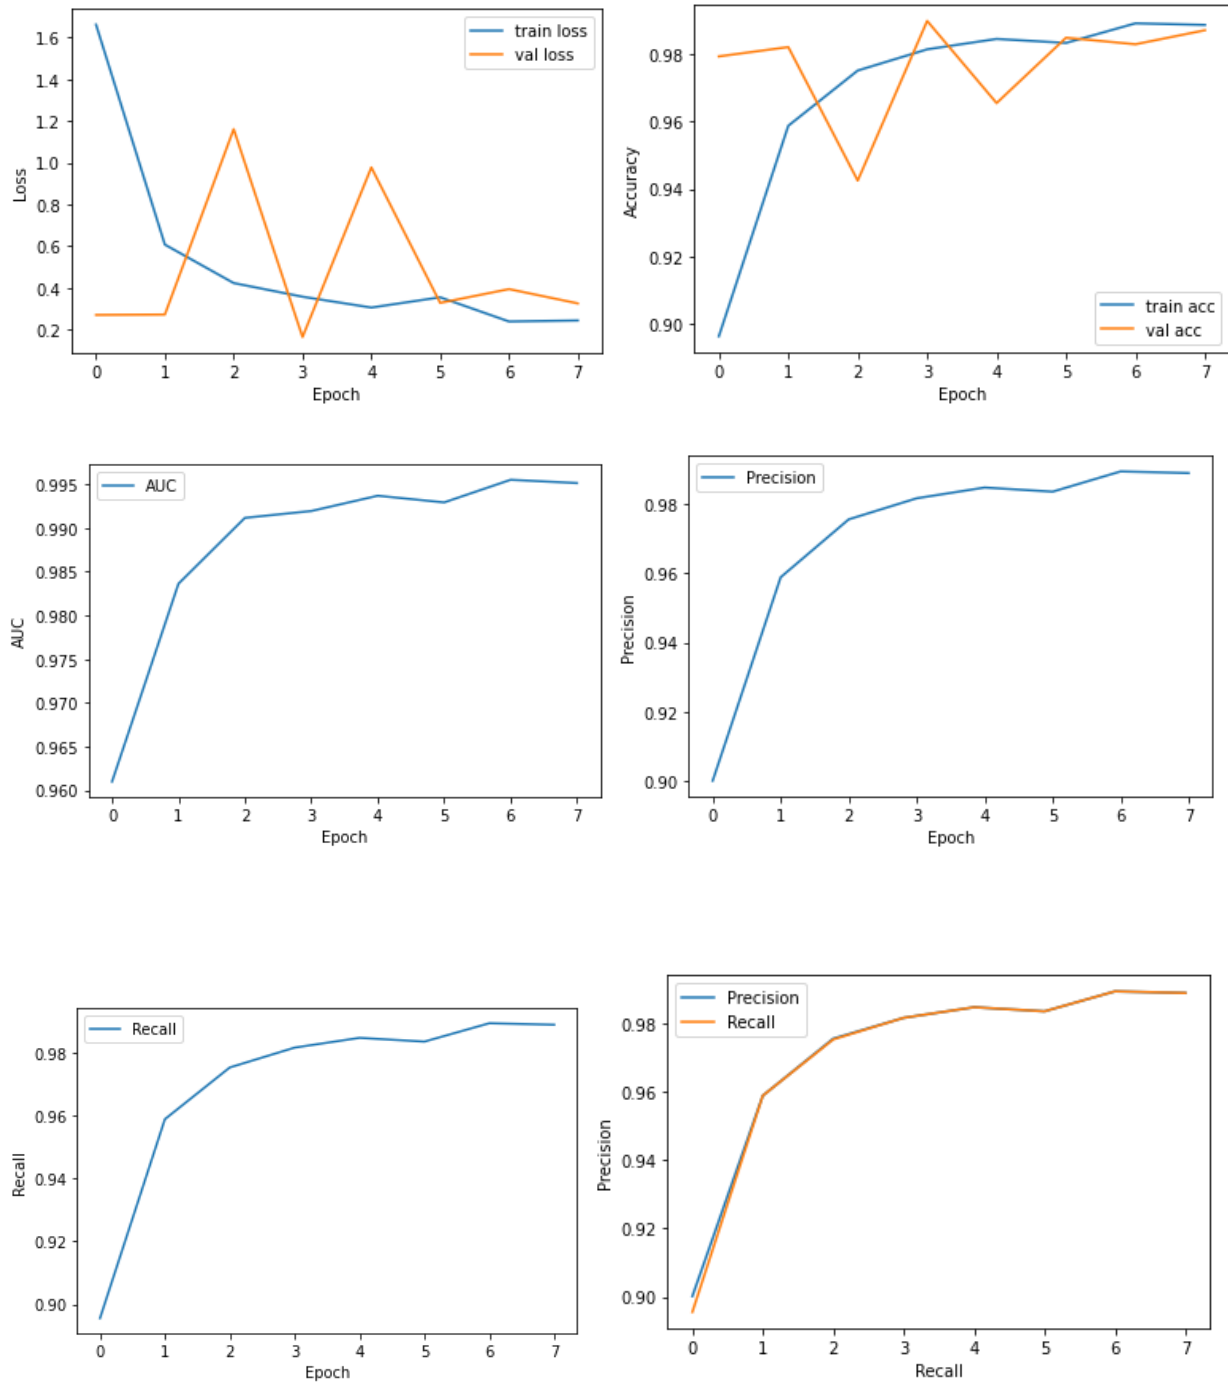 train loss
val loss
1.6
1.4
1.2
1.0
0.8
0.6
0.4
0.2
Loss
0 1 2 3 4 5 6 7
Epoch
0.98
0.96
0.94
0.92
0.90
Accuracy
train acc
val acc
0 1 2 3 4 5 6 7
Epoch
AUC
0.995
0.990
0.985
0.980
0.975
0.970
0.965
0.960
AUC
0 1 2 3 4 5 6 7
Epoch
Precision
0.98
0.96
0.94
0.92
0.90
Precision
0 1 2 3 4 5 6 7
Epoch
Recall
0.98
0.96
0.94
0.92
0.90
Recall
0 1 2 3 4 5 6 7
Epoch
Precision
Recall
0.98
0.96
0.94
0.92
0.90
Precision
0 1 2 3 4 5 6 7
Recall